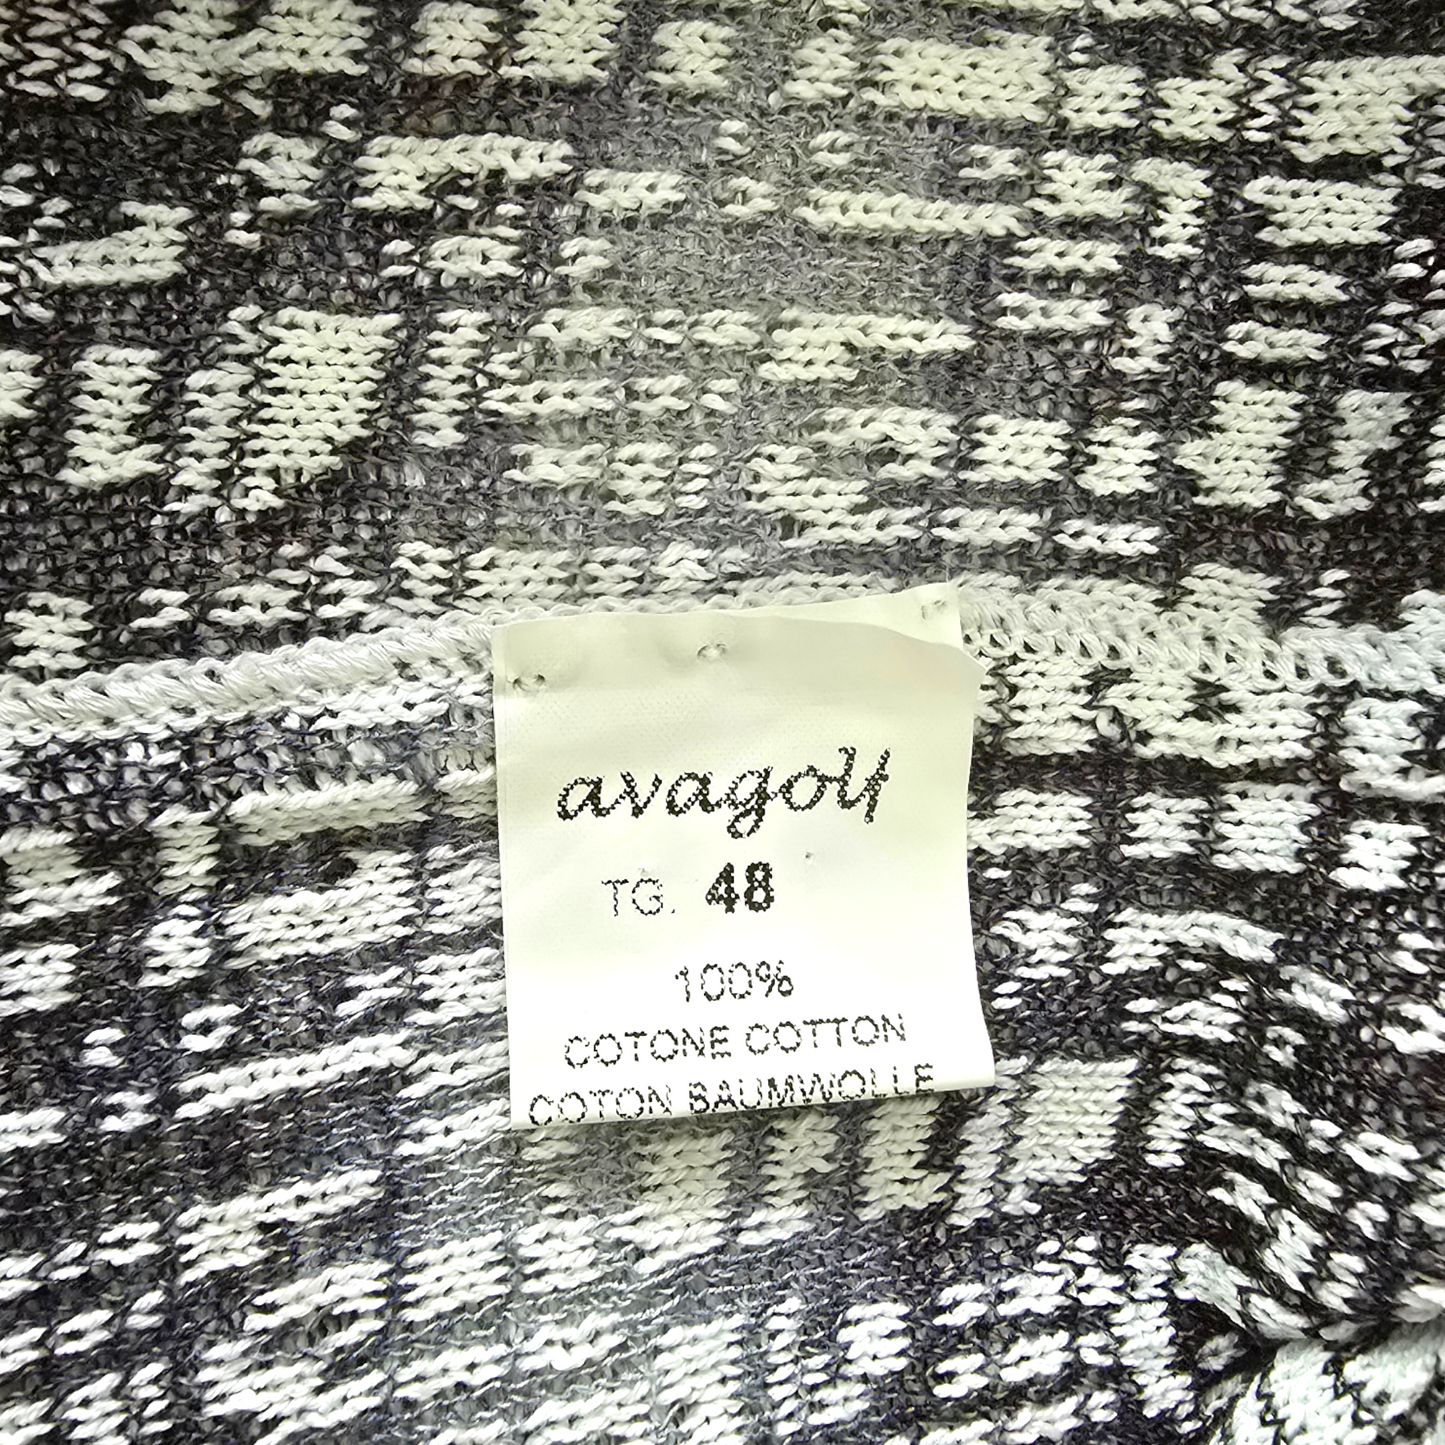 avagolf
TG. 48
100%
COTONE COTTON
COTON BAUMWOLLE